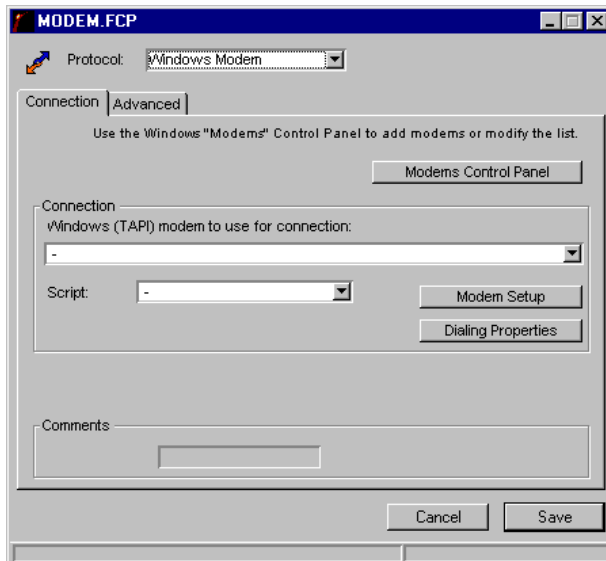 MODEM.FCP
Protocol: Windows Modem
Connection Advanced
Use the Windows "Modems" Control Panel to add modems or modify the list.
Modems Control Panel
Connection
Windows (TAPI) modem to use for connection:
-
Script: -
Modem Setup
Dialing Properties
Comments
Cancel Save